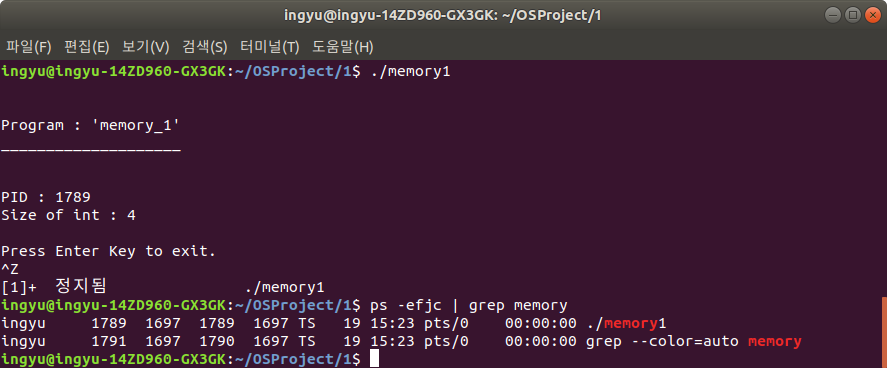 ingyu@ingyu-14ZD960-GX3GK: ~/OSProject/1
파일(F) 편집(E) 보기(V) 검색(S) 터미널(T) 도움말(H)
ingyu@ingyu-14ZD960-GX3GK:~/OSProject/1$ ./memory1
Program : 'memory_1'
____________________
PID : 1789
Size of int : 4
Press Enter Key to exit.
^Z
[1]+  정지됨               ./memory1
ingyu@ingyu-14ZD960-GX3GK:~/OSProject/1$ ps -efjc | grep memory
ingyu     1789  1697  1789  1697 TS   19 15:23 pts/0    00:00:00 ./memory1
ingyu     1791  1697  1790  1697 TS   19 15:23 pts/0    00:00:00 grep --color=auto memory
ingyu@ingyu-14ZD960-GX3GK:~/OSProject/1$